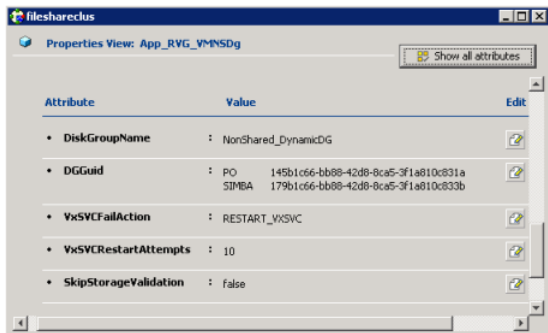 fileshareclus
Properties View: App_RVG_VMNSDg
Show all attributes
Attribute Value Edit
• DiskGroupName : NonShared_DynamicDG
• DGGuid : PO 145b1c66-bb88-42d8-8ca5-3f1a810c831a
SIMBA 179b1c66-bb88-42d8-8ca5-3f1a810c833b
• VxSVCFailAction : RESTART_VXSVC
• VxSVCRestartAttempts : 10
• SkipStorageValidation : false